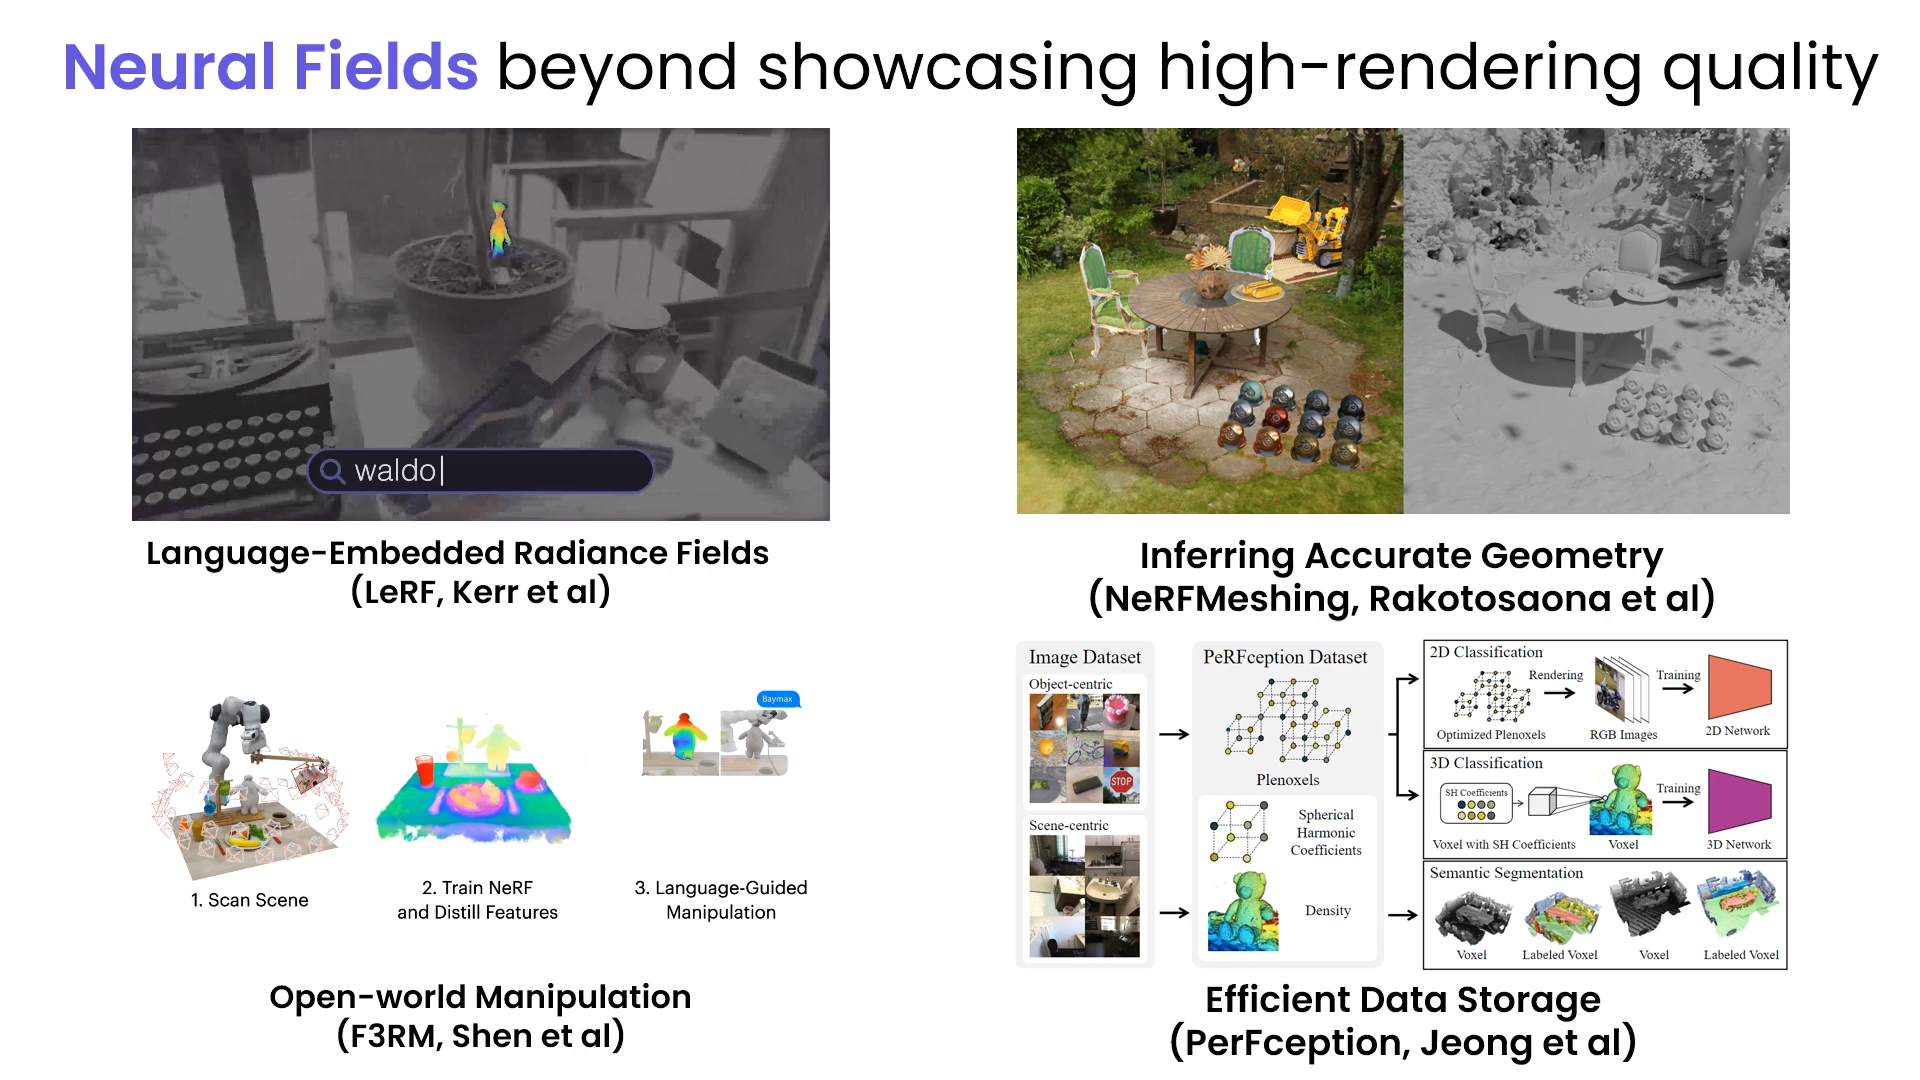 Neural Fields beyond showcasing high-rendering quality
waldo
Language-Embedded Radiance Fields
(LeRF, Kerr et al)
Inferring Accurate Geometry
(NeRFMeshing, Rakotosaona et al)
Baymax
1. Scan Scene
2. Train NeRF
and Distill Features
3. Language-Guided
Manipulation
Open-world Manipulation
(F3RM, Shen et al)
Image Dataset
Object-centric
STOP
Scene-centric
PeRFception Dataset
Plenoxels
Spherical
Harmonic
Coefficients
Density
2D Classification
Rendering
Training
Optimized Plenoxels
RGB Images
2D Network
3D Classification
SH Coefficients
Training
Voxel with SH Coefficients
Voxel
3D Network
Semantic Segmentation
Voxel
Labeled Voxel
Voxel
Labeled Voxel
Efficient Data Storage
(PerFception, Jeong et al)